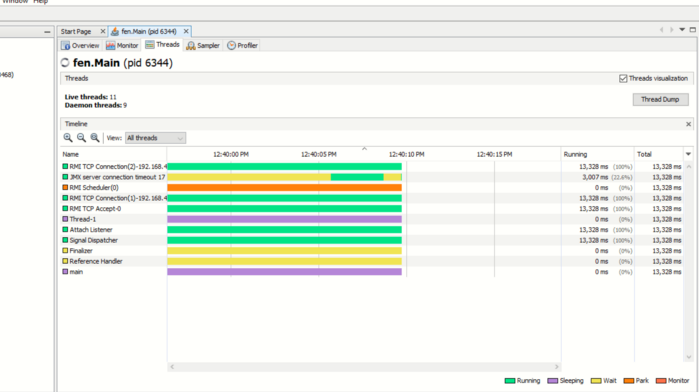 Window Help
Start Page fen.Main (pid 6344)
Overview Monitor Threads Sampler Profiler
fen.Main (pid 6344)
Threads Threads visualization
Live threads: 11
Daemon threads: 9
Thread Dump
Timeline
View: All threads
Name 12:40:00 PM 12:40:05 PM 12:40:10 PM 12:40:15 PM Running Total
RMI TCP Connection(2)-192.168.4 13,328 ms (100%) 13,328 ms
JMX server connection timeout 17 3,007 ms (22.6%) 13,328 ms
RMI Scheduler(0) 0 ms (0%) 13,328 ms
RMI TCP Connection(1)-192.168.4 13,328 ms (100%) 13,328 ms
RMI TCP Accept-0 13,328 ms (100%) 13,328 ms
Thread-1 0 ms (0%) 13,328 ms
Attach Listener 13,328 ms (100%) 13,328 ms
Signal Dispatcher 13,328 ms (100%) 13,328 ms
Finalizer 0 ms (0%) 13,328 ms
Reference Handler 0 ms (0%) 13,328 ms
main 0 ms (0%) 13,328 ms
Running Sleeping Wait Park Monitor
468)